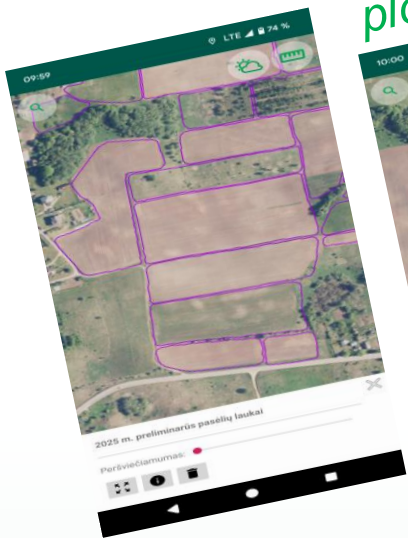 plo
09:59
LTE 74 %
10:00
2025 m. preliminarūs pasėlių laukai
Peršviečiamumas: